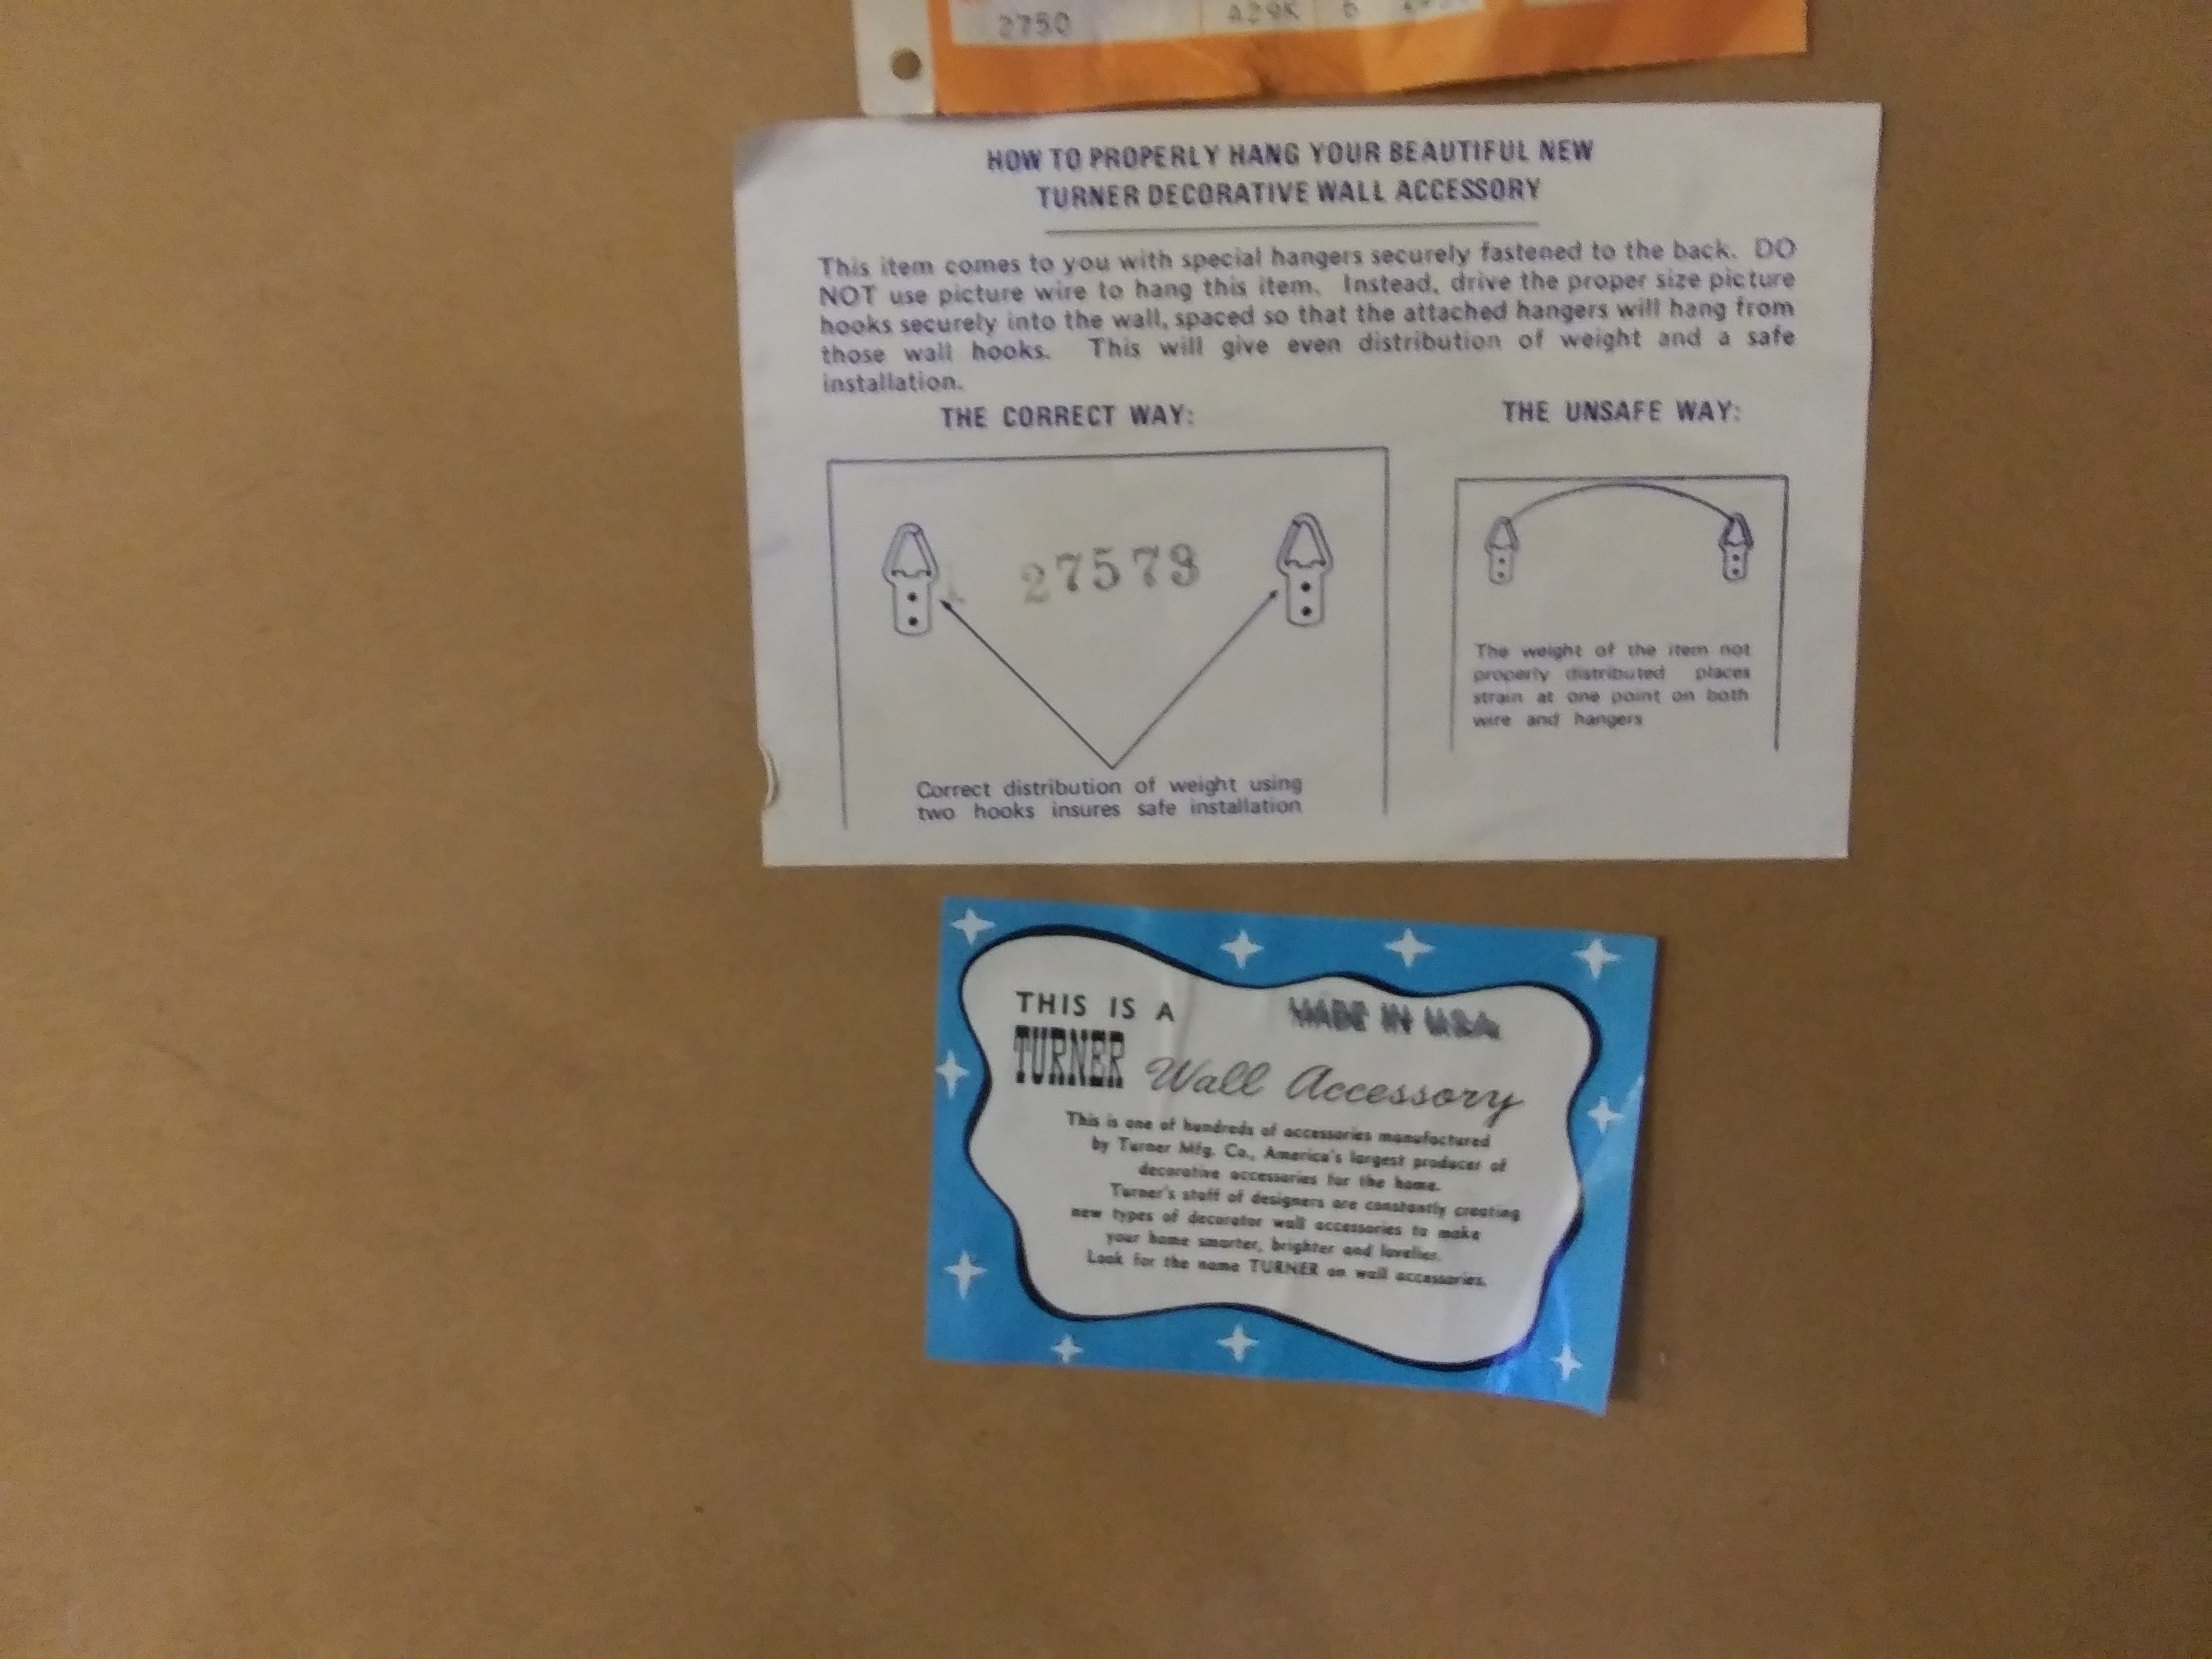 2750 A29K 6
HOW TO PROPERLY HANG YOUR BEAUTIFUL NEW
TURNER DECORATIVE WALL ACCESSORY
This item comes to you with special hangers securely fastened to the back. DO
NOT use picture wire to hang this item. Instead, drive the proper size picture
hooks securely into the wall, spaced so that the attached hangers will hang from
those wall hooks. This will give even distribution of weight and a safe
installation.
THE CORRECT WAY:
27579
Correct distribution of weight using
two hooks insures safe installation
THE UNSAFE WAY:
The weight of the item not
properly distributed places
strain at one point on both
wire and hangers
THIS IS A
MADE IN U.S.A.
TURNER Wall Accessory
This is one of hundreds of accessories manufactured
by Turner Mfg. Co., America's largest producer of
decorative accessories for the home.
Turner's staff of designers are constantly creating
new types of decorator wall accessories to make
your home smarter, brighter and lovelier.
Look for the name TURNER on wall accessories.